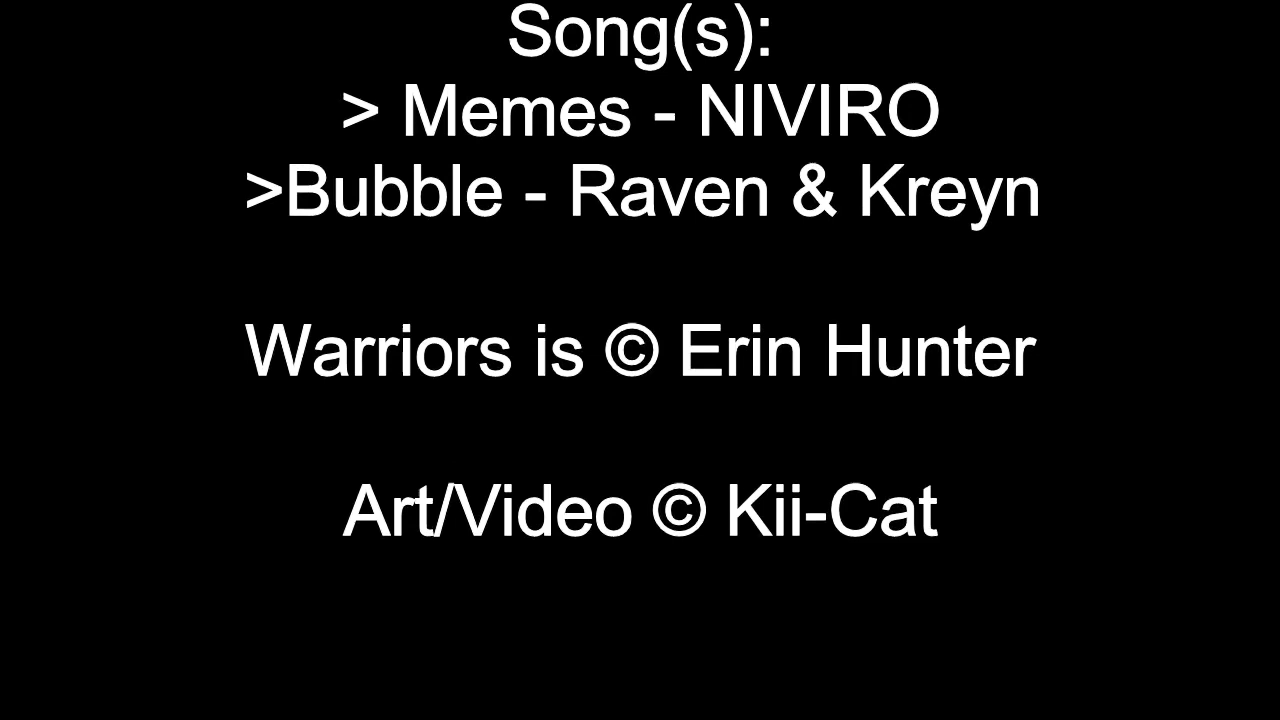 Song(s):
> Memes - NIVIRO
>Bubble - Raven & Kreyn
Warriors is © Erin Hunter
Art/Video © Kii-Cat